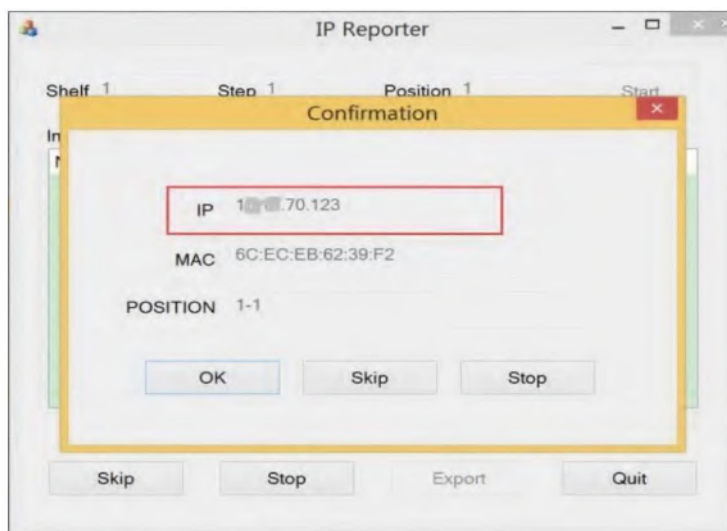 IP Reporter
Shelf 1 Step 1 Position 1 Start
Confirmation
IP .70.123
MAC 6C:EC:EB:62:39:F2
POSITION 1-1
OK Skip Stop
Skip Stop Export Quit